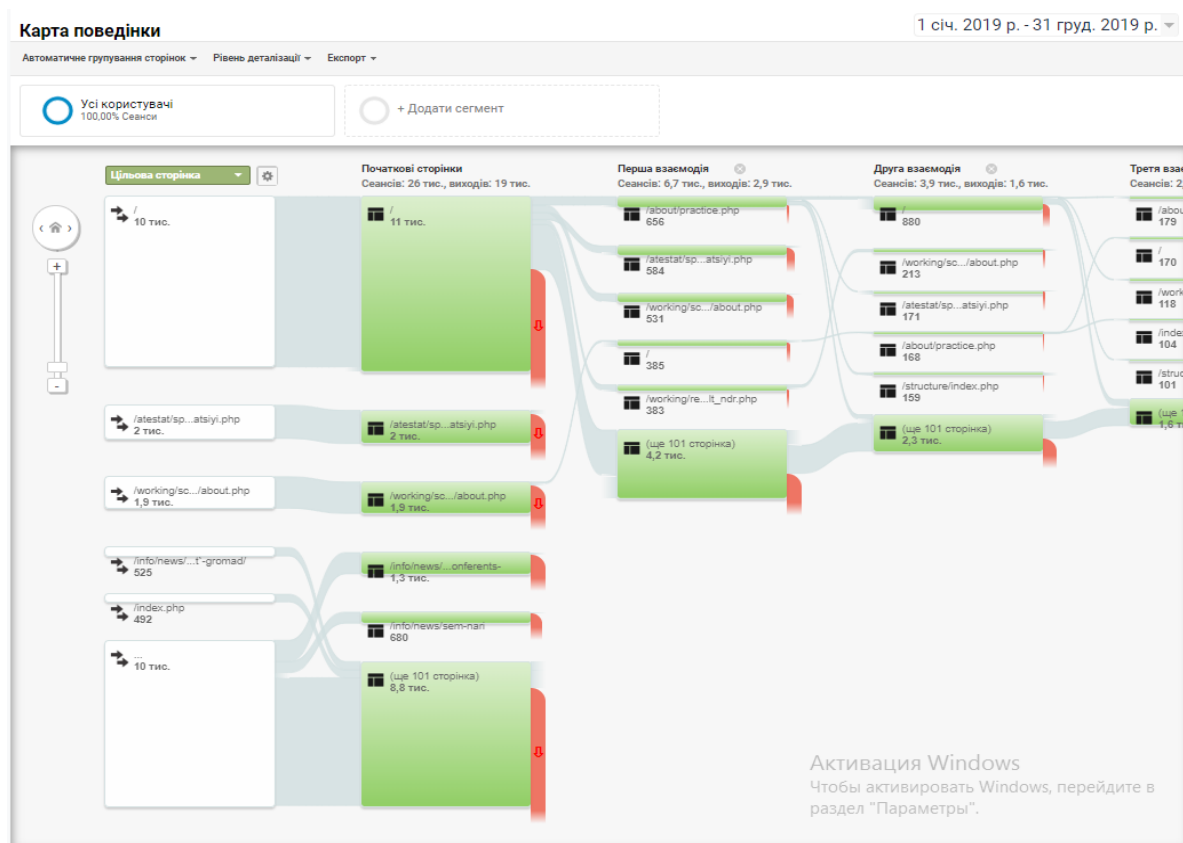 Карта поведінки
1 січ. 2019 р. - 31 груд. 2019 р.
Автоматичне групування сторінок
Рівень деталізації
Експорт
Усі користувачі
100,00% Сеанси
+ Додати сегмент
Цільова сторінка
/
10 тис.
/atestat/sp...atsiyi.php
2 тис.
/working/sc.../about.php
1,9 тис.
/info/news/...t`-gromad/
525
/index.php
492
...
10 тис.
Початкові сторінки
Сеансів: 26 тис., виходів: 19 тис.
/
11 тис.
/atestat/sp...atsiyi.php
2 тис.
/working/sc.../about.php
1,9 тис.
/info/news/...onferents-
1,3 тис.
/info/news/sem-nari
680
(ще 101 сторінка)
8,8 тис.
Перша взаємодія
Сеансів: 6,7 тис., виходів: 2,9 тис.
/about/practice.php
656
/atestat/sp...atsiyi.php
584
/working/sc.../about.php
531
/
385
/working/re...lt_ndr.php
383
(ще 101 сторінка)
4,2 тис.
Друга взаємодія
Сеансів: 3,9 тис., виходів: 1,6 тис.
/
880
/working/sc.../about.php
213
/atestat/sp...atsiyi.php
171
/about/practice.php
168
/structure/index.php
159
(ще 101 сторінка)
2,3 тис.
Третя
Сеансів:
179
/
170
118
104
101
(ще
1,6
Активация Windows
Чтобы активировать Windows, перейдите в
раздел "Параметры".